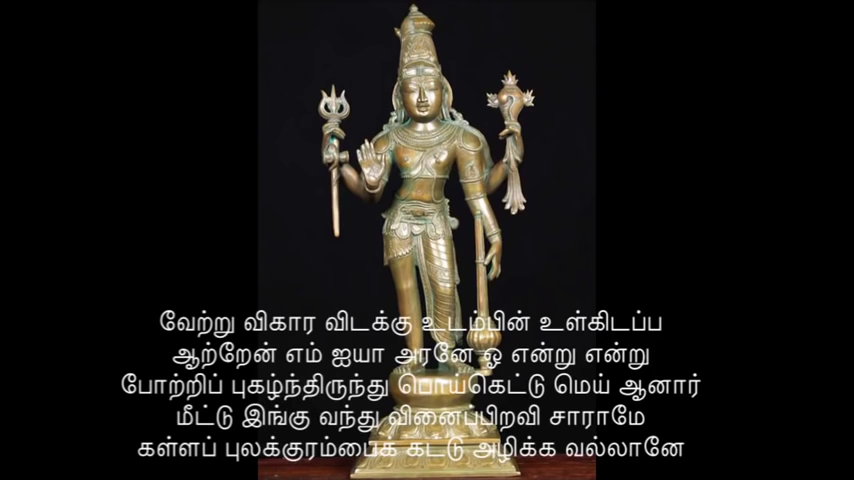 வேற்று விகார விடக்கு உடம்பின் உள்கிடப்ப
ஆற்றேன் எம் ஐயா அரனே ஓ என்று என்று
போற்றிப் புகழ்ந்திருந்து பொய்கெட்டு மெய் ஆனார்
மீட்டு இங்கு வந்து வினைப்பிறவி சாராமே
கள்ளப் புலக்குரம்பைக் கட்டு அழிக்க வல்லானே